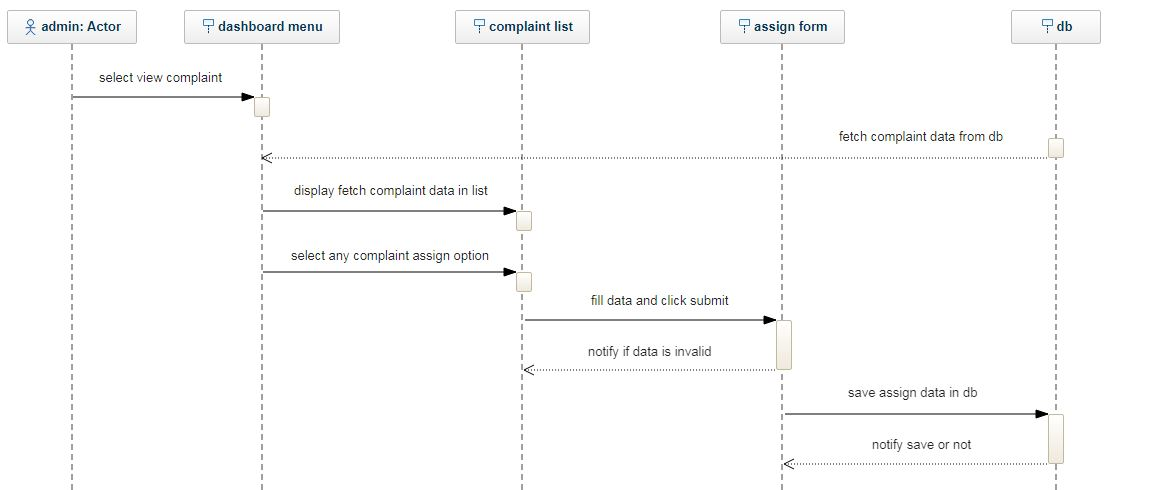 admin: Actor
dashboard menu
complaint list
assign form
db
select view complaint
fetch complaint data from db
display fetch complaint data in list
select any complaint assign option
fill data and click submit
notify if data is invalid
save assign data in db
notify save or not